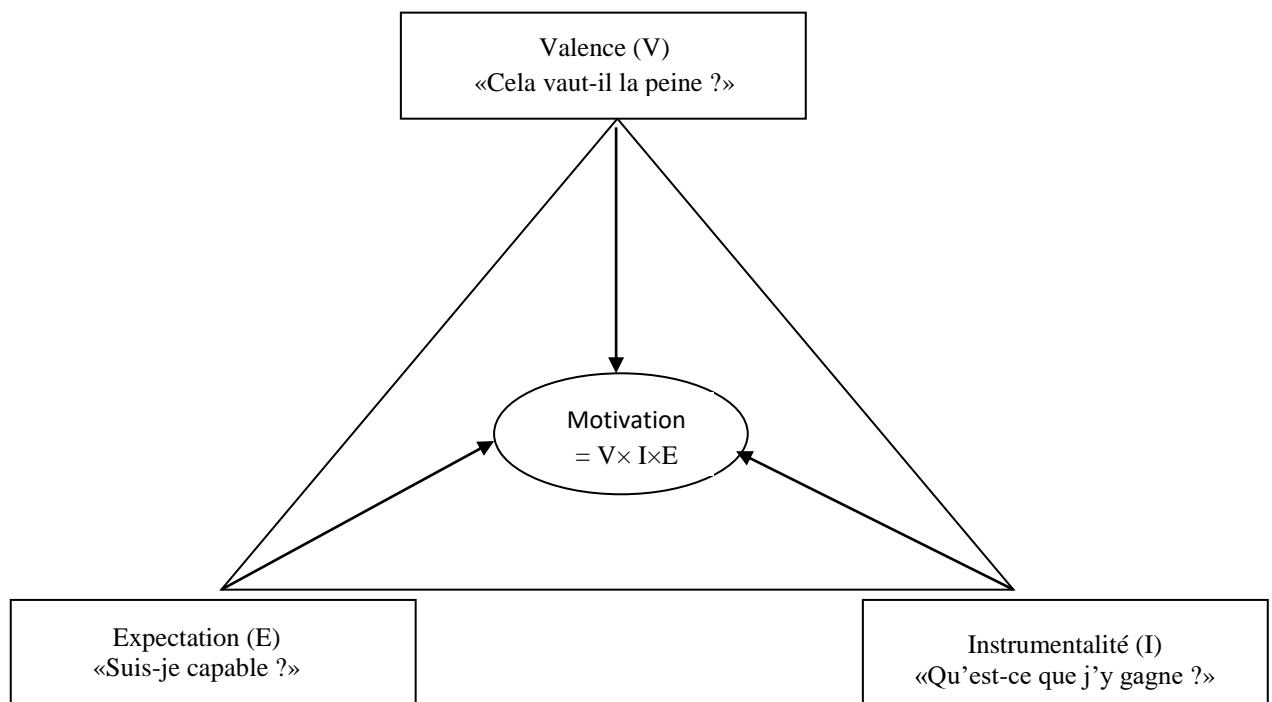 Valence (V)
«Cela vaut-il la peine ?»
Motivation
= V× I×E
Expectation (E)
«Suis-je capable ?»
Instrumentalité (I)
«Qu’est-ce que j’y gagne ?»